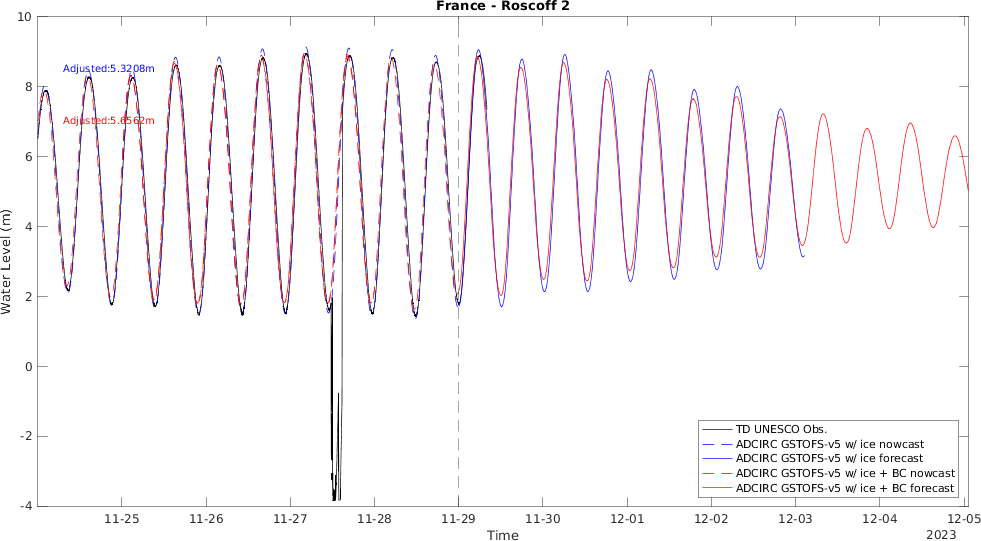 France - Roscoff 2
10
8
6
4
2
0
-2
-4
Water Level (m)
Adjusted:5.3208m
Adjusted:5.6562m
TD UNESCO Obs.
ADCIRC GSTOFS-v5 w/ ice nowcast
ADCIRC GSTOFS-v5 w/ ice forecast
ADCIRC GSTOFS-v5 w/ ice + BC nowcast
ADCIRC GSTOFS-v5 w/ ice + BC forecast
11-25 11-26 11-27 11-28 11-29 11-30 12-01 12-02 12-03 12-04 12-05
Time
2023